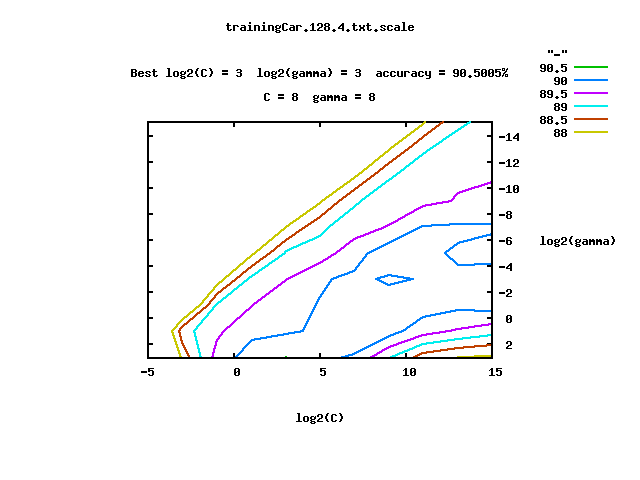 trainingCar.128.4.txt.scale
"_"
Best log2(C) = 3  log2(gamma) = 3  accuracy = 90.5005%
C = 8  gamma = 8
90.5
90
89.5
89
88.5
88
-14
-12
-10
-8
-6
-4
-2
0
2
log2(gamma)
-5 0 5 10 15
log2(C)